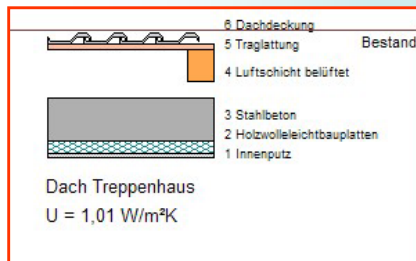 6 Dachdeckung
5 Traglattung
Bestand
4 Luftschicht belüftet
3 Stahlbeton
2 Holzwolleleichtbauplatten
1 Innenputz
Dach Treppenhaus
U = 1,01 W/m²K